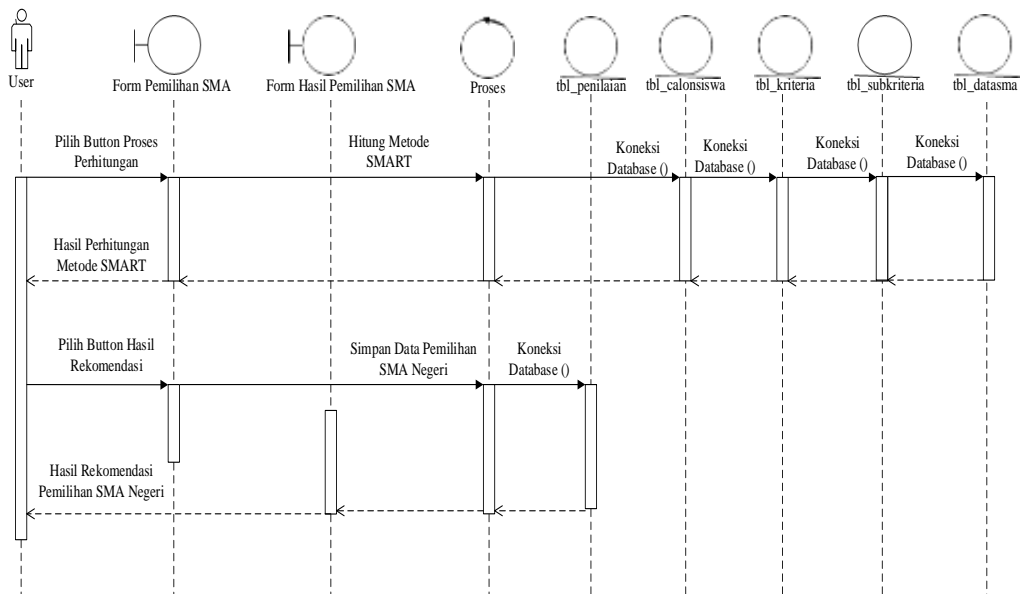 User
Form Pemilihan SMA
Form Hasil Pemilihan SMA
Proses
tbl_penilaian
tbl_calonsiswa
tbl_kriteria
tbl_subkriteria
tbl_datasma
Pilih Button Proses
Perhitungan
Hitung Metode
SMART
Koneksi
Database ()
Koneksi
Database ()
Koneksi
Database ()
Koneksi
Database ()
Hasil Perhitungan
Metode SMART
Pilih Button Hasil
Rekomendasi
Simpan Data Pemilihan
SMA Negeri
Koneksi
Database ()
Hasil Rekomendasi
Pemilihan SMA Negeri